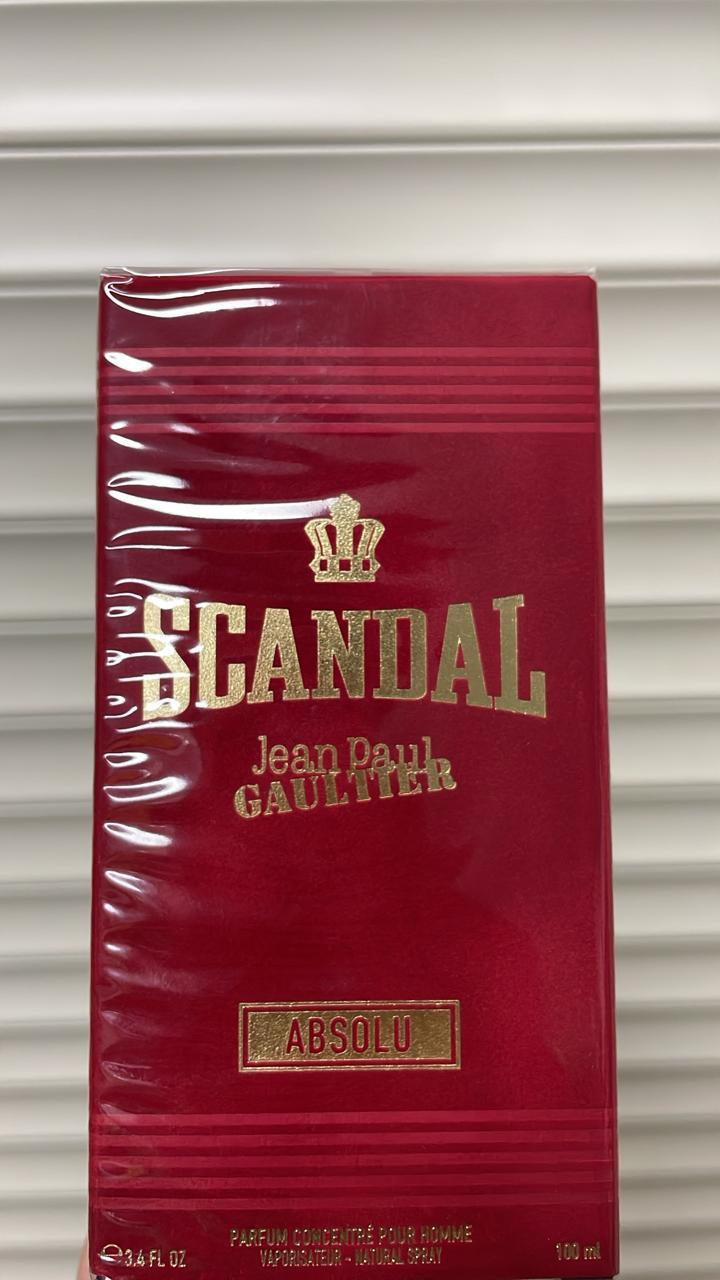 SCANDAL
Jean Paul
GAULTIER
ABSOLU
PARFUM CONCENTRÉ POUR HOMME
℮ 3.4 FL OZ VAPORISATEUR - NATURAL SPRAY 100 ml